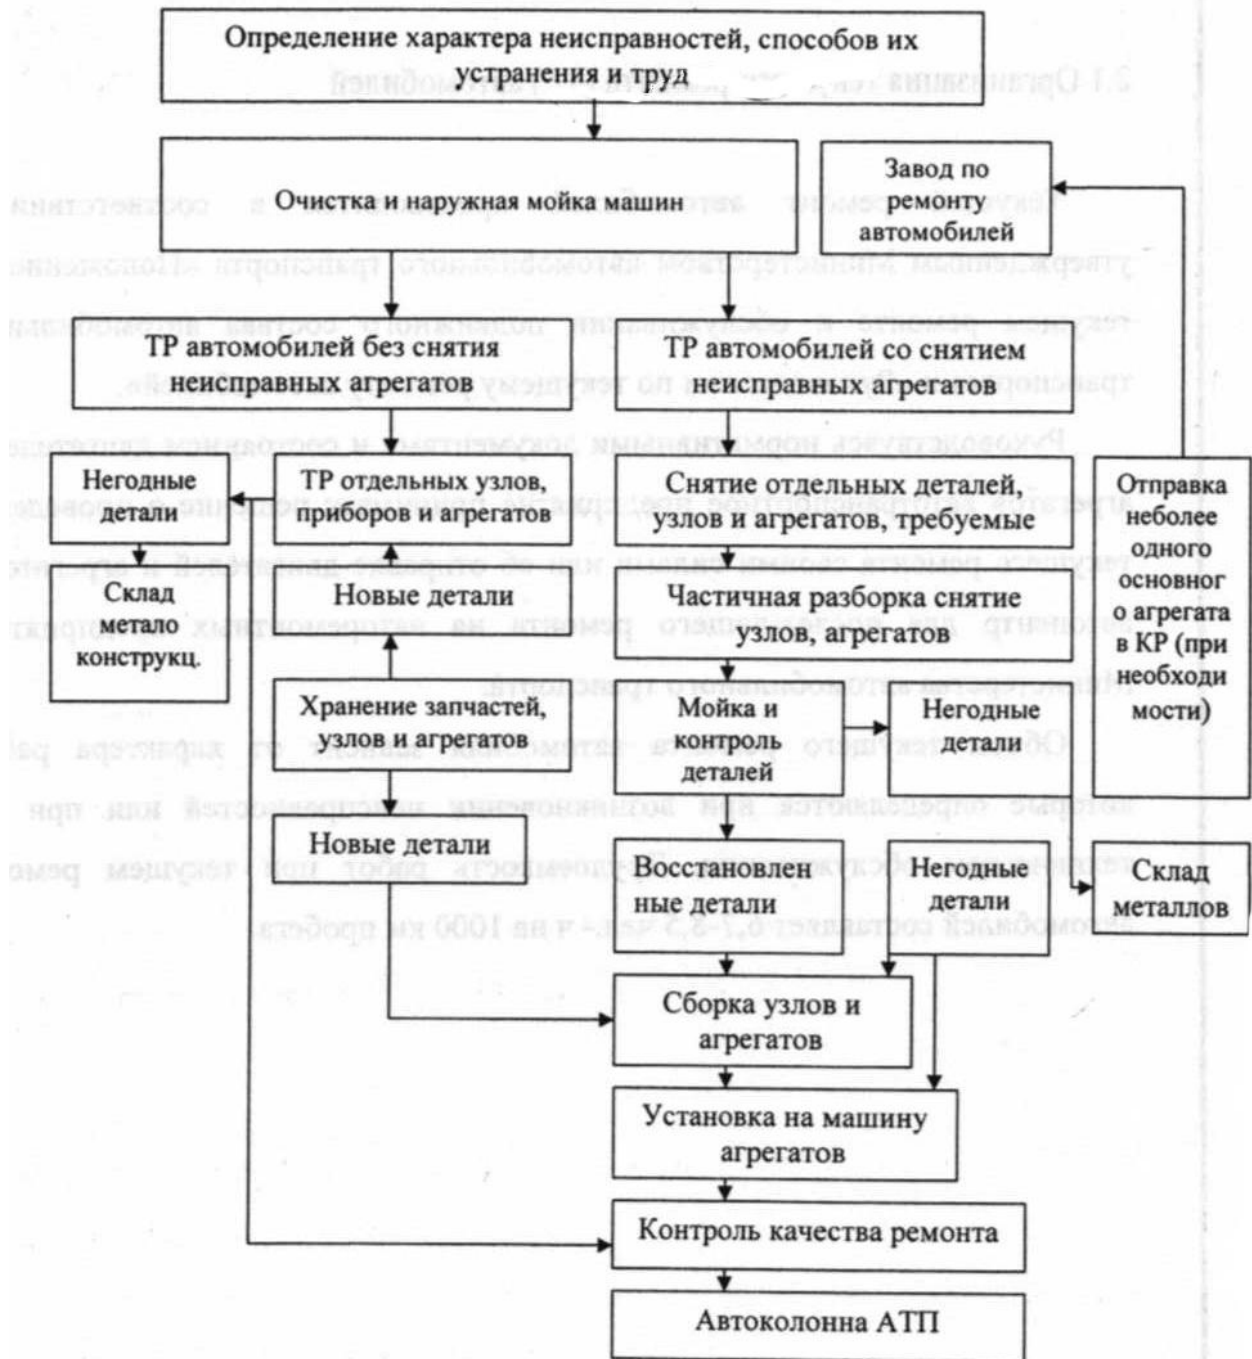 Определение характера неисправностей, способов их
устранения и труд
Очистка и наружная мойка машин
Завод по
ремонту
автомобилей
ТР автомобилей без снятия
неисправных агрегатов
ТР автомобилей со снятием
неисправных агрегатов
Негодные
детали
ТР отдельных узлов,
приборов и агрегатов
Снятие отдельных деталей,
узлов и агрегатов, требуемые
Отправка
неболее
одного
основног
о агрегата
в КР (при
необходи
мости)
Склад
метало
конструкц.
Новые детали
Частичная разборка снятие
узлов, агрегатов
Хранение запчастей,
узлов и агрегатов
Мойка и
контроль
деталей
Негодные
детали
Новые детали
Восстановлен
ные детали
Негодные
детали
Склад
металлов
Сборка узлов и
агрегатов
Установка на машину
агрегатов
Контроль качества ремонта
Автоколонна АТП